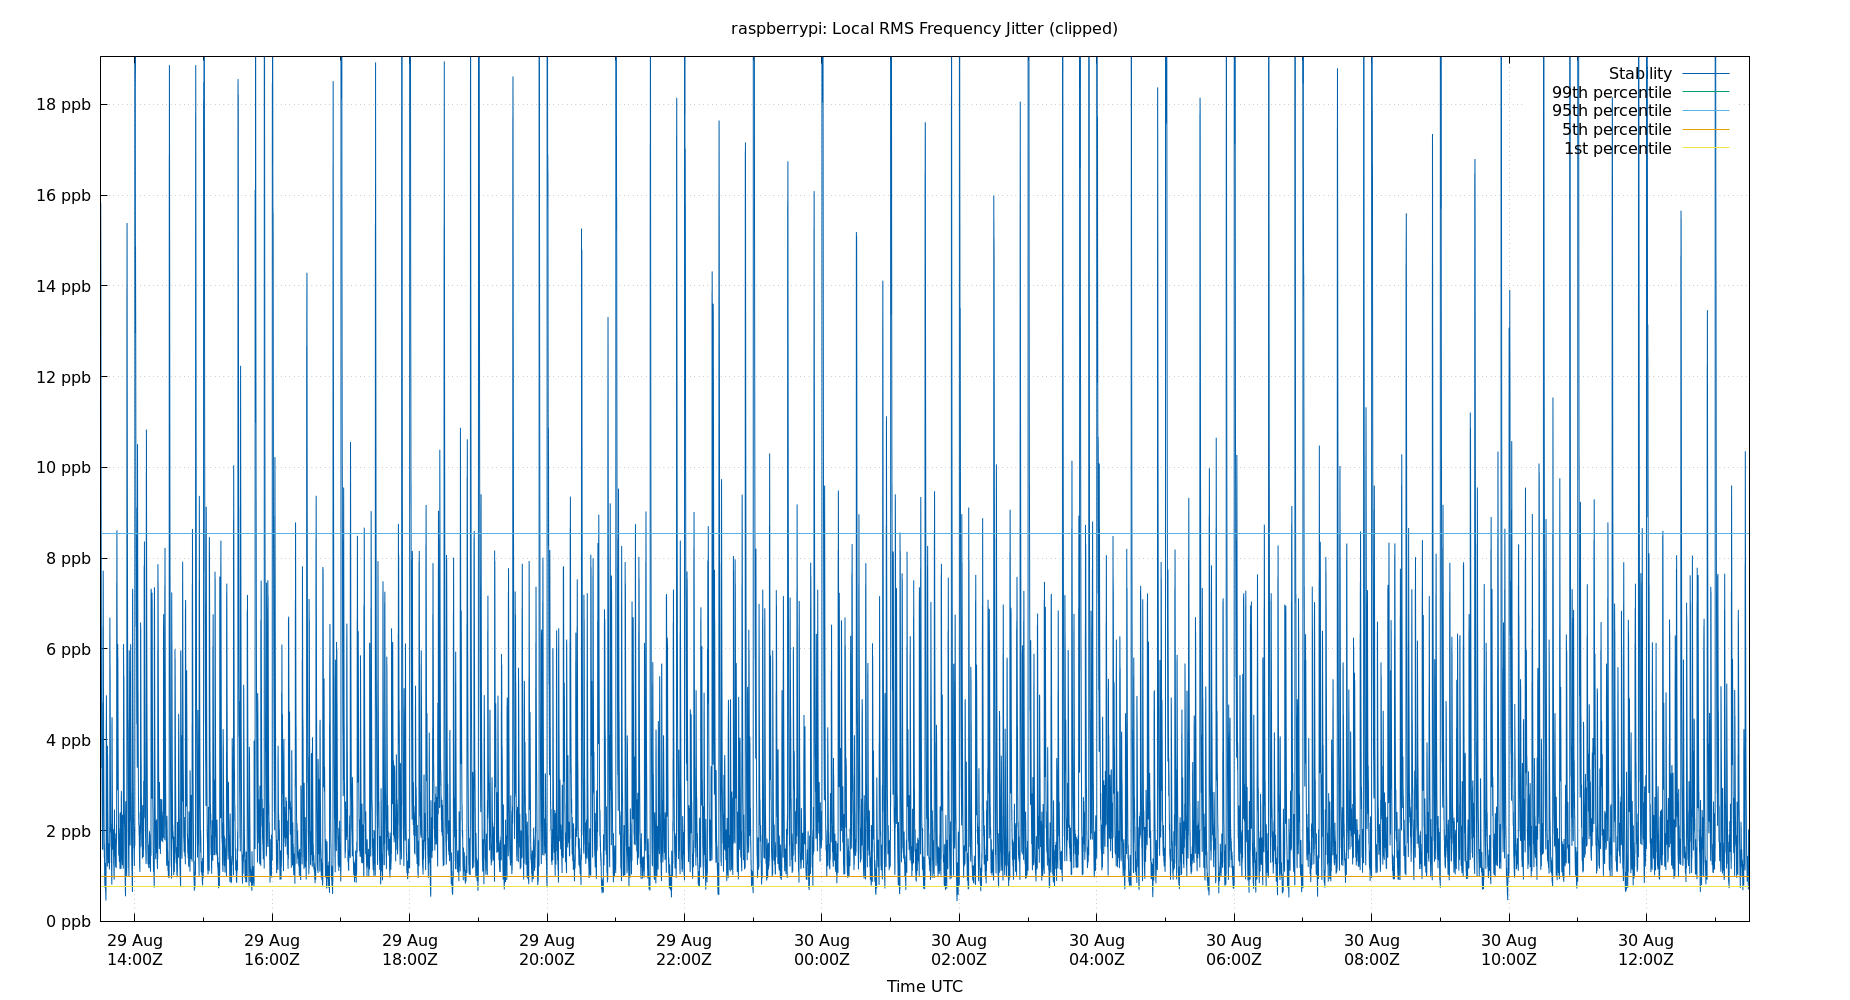 raspberrypi: Local RMS Frequency Jitter (clipped)
Stability
99th percentile
95th percentile
5th percentile
1st percentile
18 ppb
16 ppb
14 ppb
12 ppb
10 ppb
8 ppb
6 ppb
4 ppb
2 ppb
0 ppb
29 Aug 29 Aug 29 Aug 29 Aug 29 Aug 30 Aug 30 Aug 30 Aug 30 Aug 30 Aug 30 Aug 30 Aug
14:00Z 16:00Z 18:00Z 20:00Z 22:00Z 00:00Z 02:00Z 04:00Z 06:00Z 08:00Z 10:00Z 12:00Z
Time UTC